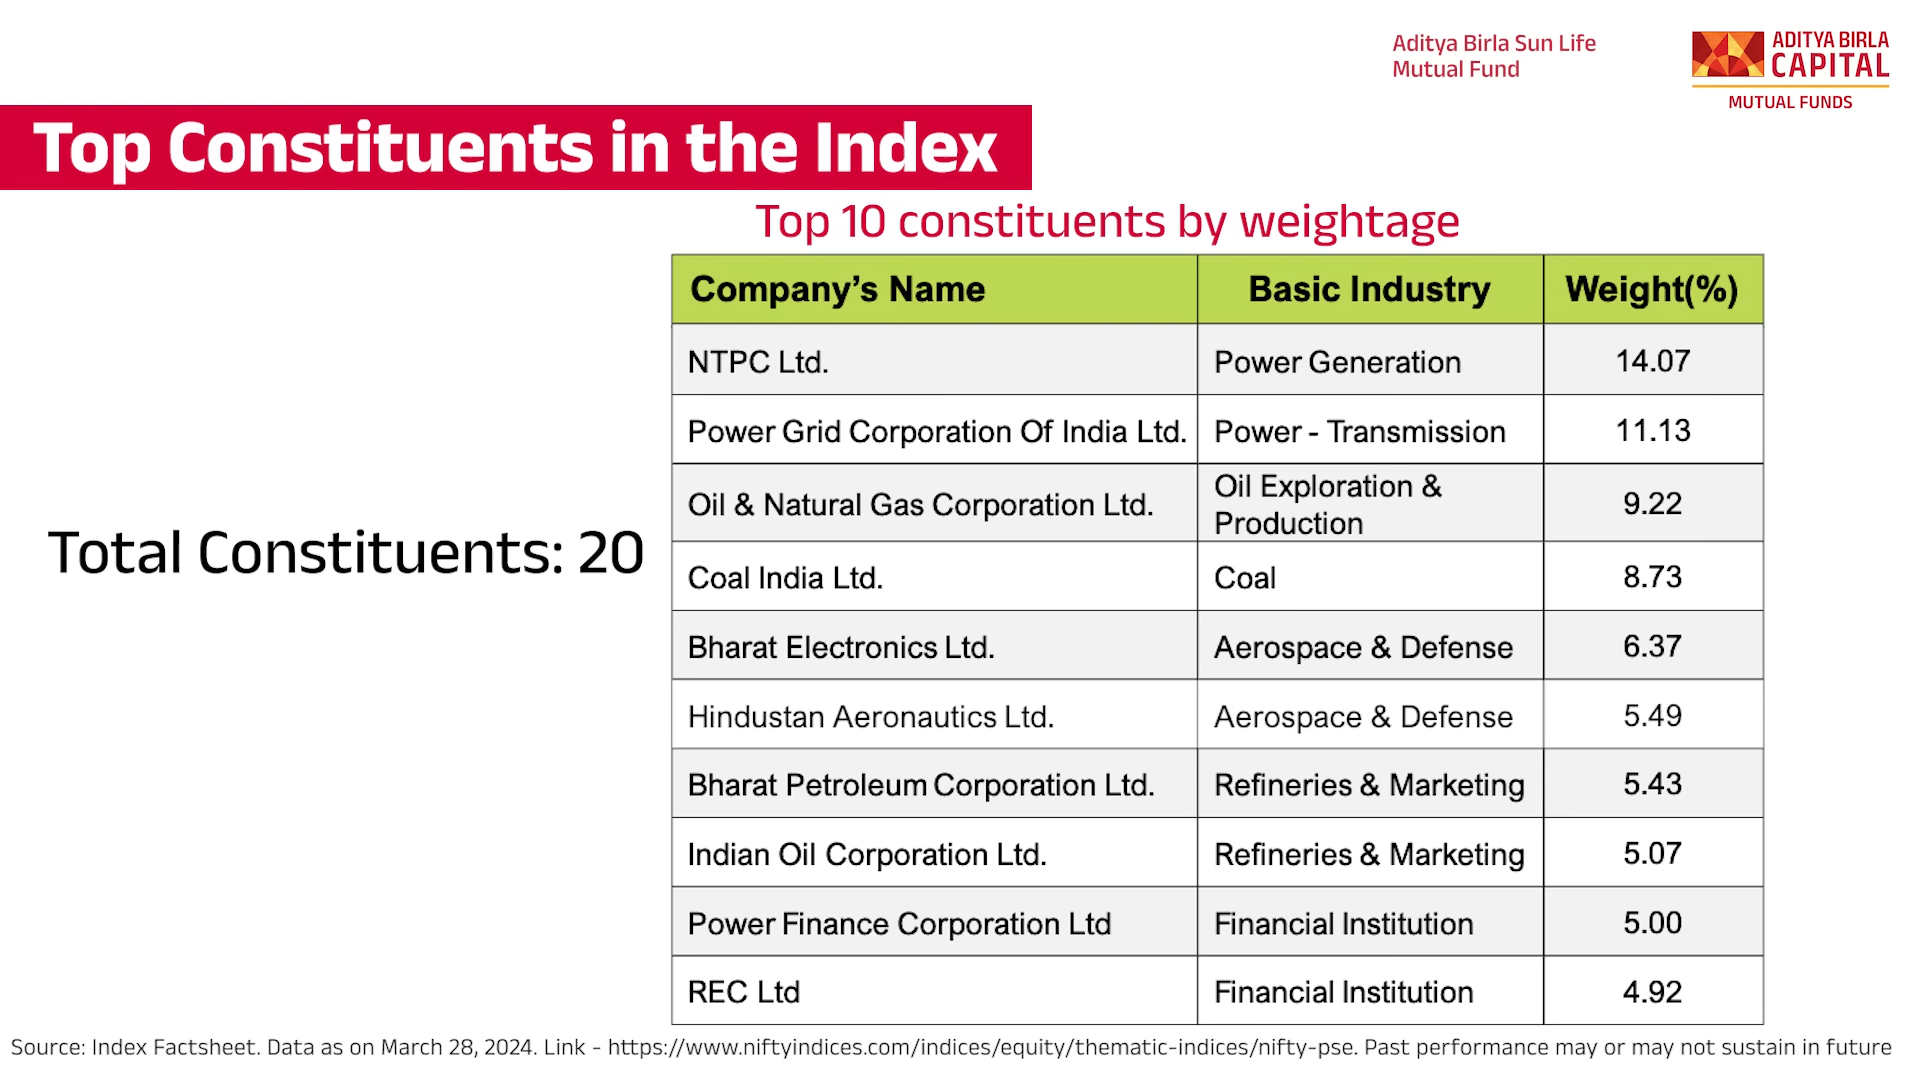 Aditya Birla Sun Life
Mutual Fund
ADITYA BIRLA
CAPITAL
MUTUAL FUNDS
Top Constituents in the Index
Top 10 constituents by weightage
Total Constituents: 20
Company's Name Basic Industry Weight(%)
NTPC Ltd. Power Generation 14.07
Power Grid Corporation Of India Ltd. Power - Transmission 11.13
Oil & Natural Gas Corporation Ltd. Oil Exploration & Production 9.22
Coal India Ltd. Coal 8.73
Bharat Electronics Ltd. Aerospace & Defense 6.37
Hindustan Aeronautics Ltd. Aerospace & Defense 5.49
Bharat Petroleum Corporation Ltd. Refineries & Marketing 5.43
Indian Oil Corporation Ltd. Refineries & Marketing 5.07
Power Finance Corporation Ltd Financial Institution 5.00
REC Ltd Financial Institution 4.92
Source: Index Factsheet. Data as on March 28, 2024. Link - https://www.niftyindices.com/indices/equity/thematic-indices/nifty-pse. Past performance may or may not sustain in future